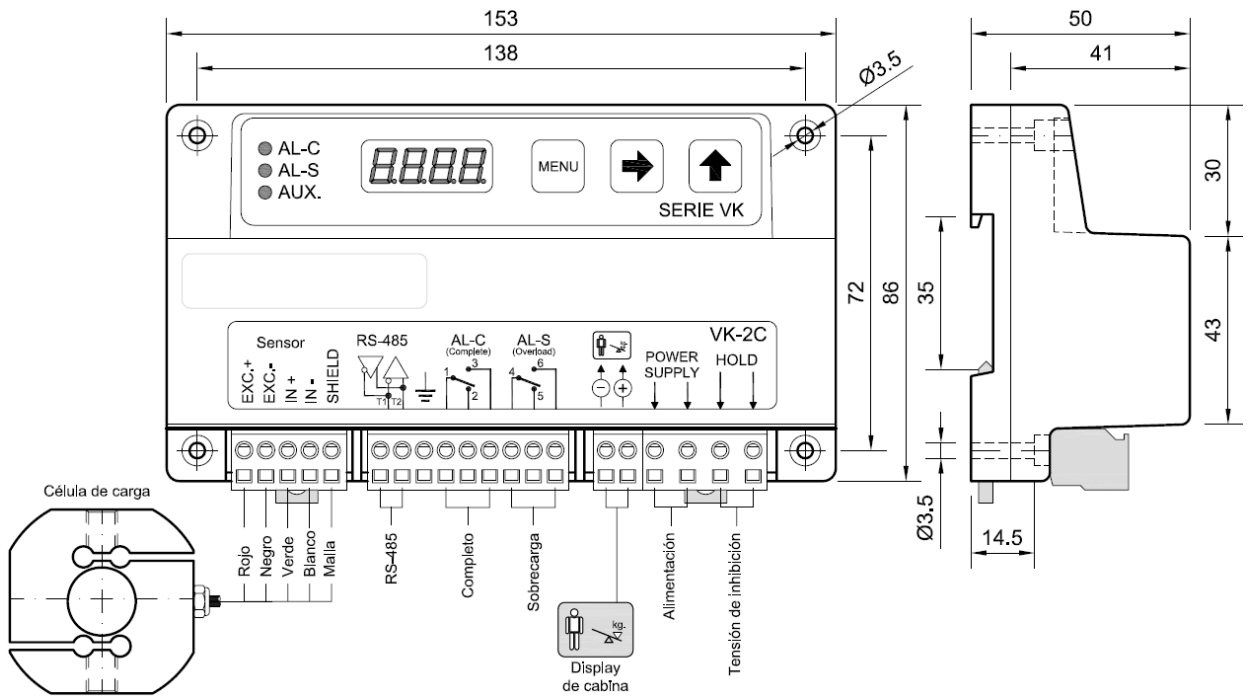 153
138
Ø3.5
50
41
AL-C
AL-S
AUX.
8.8.8.8.
MENU
SERIE VK
30
72
86
35
43
Sensor
EXC.+
EXC.-
IN +
IN -
SHIELD
RS-485
T1
T2
AL-C
(Complete)
1
3
2
AL-S
(Overload)
4
6
5
kg.
- +
VK-2C
POWER
SUPPLY
HOLD
Ø3.5
14.5
Célula de carga
Rojo
Negro
Verde
Blanco
Malla
RS-485
Completo
Sobrecarga
kg.
Display
de cabina
Alimentación
Tensión de inhibición